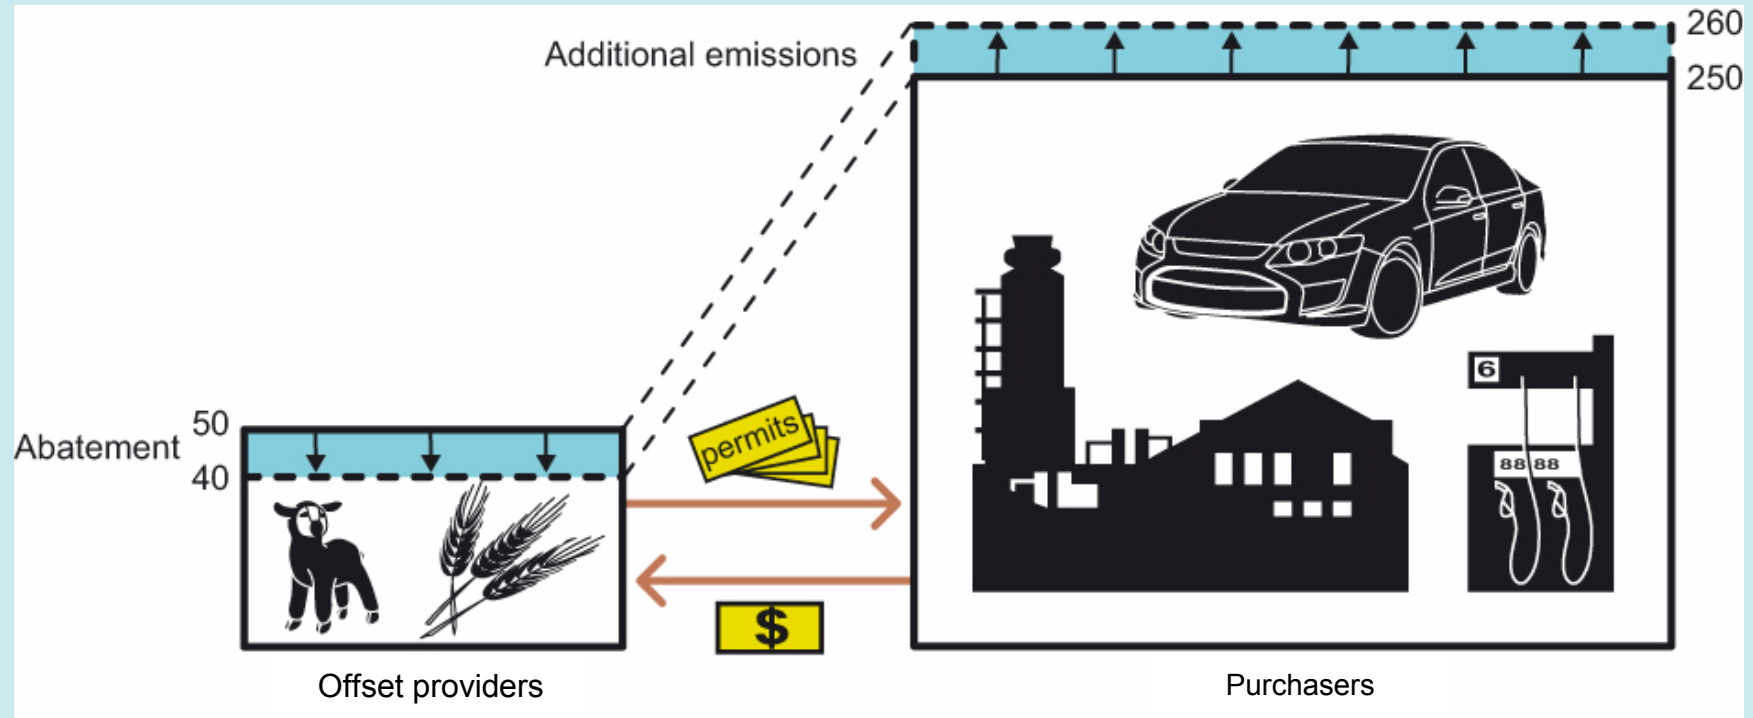 260
Additional emissions
250
6
permits
50
Abatement
40
88 88
$
Offset providers
Purchasers